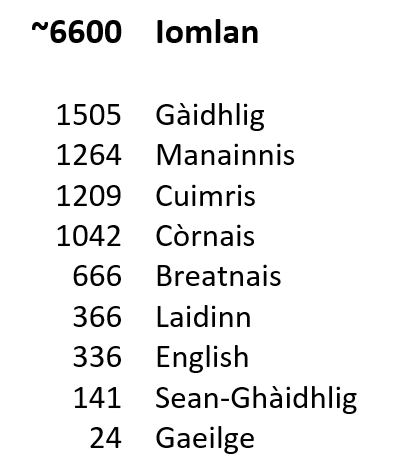 ~6600 Iomlan
1505 Gàidhlig
1264 Manainnis
1209 Cuimris
1042 Còrnais
666 Breatnais
366 Laidinn
336 English
141 Sean-Ghàidhlig
24 Gaeilge